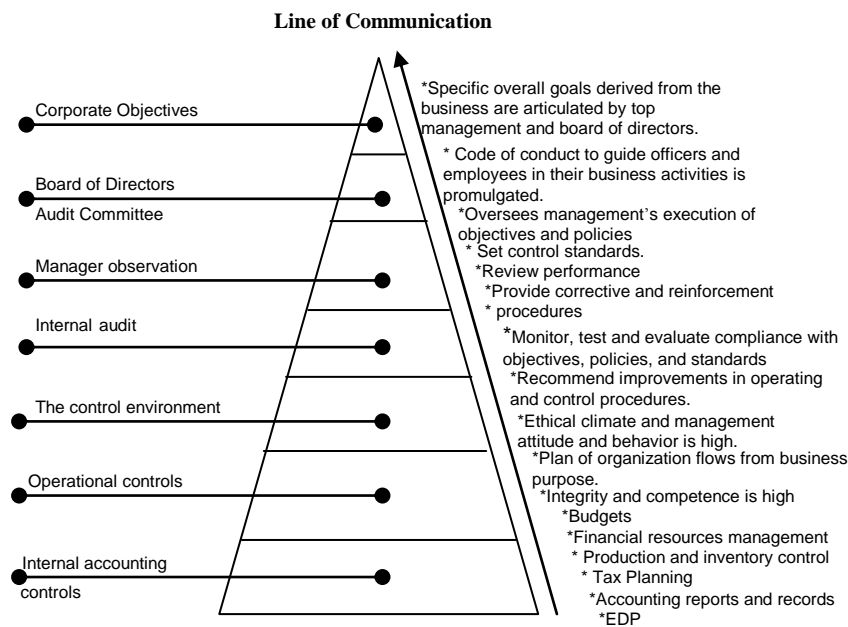 Line of Communication
Corporate Objectives
Board of Directors
Audit Committee
Manager observation
Internal audit
The control environment
Operational controls
Internal accounting
controls
*Specific overall goals derived from the
business are articulated by top
management and board of directors.
* Code of conduct to guide officers and
employees in their business activities is
promulgated.
*Oversees management's execution of
objectives and policies
* Set control standards.
*Review performance
*Provide corrective and reinforcement
* procedures
*Monitor, test and evaluate compliance with
objectives, policies, and standards
*Recommend improvements in operating
and control procedures.
*Ethical climate and management
attitude and behavior is high.
*Plan of organization flows from business
purpose.
*Integrity and competence is high
*Budgets
*Financial resources management
* Production and inventory control
* Tax Planning
*Accounting reports and records
*EDP